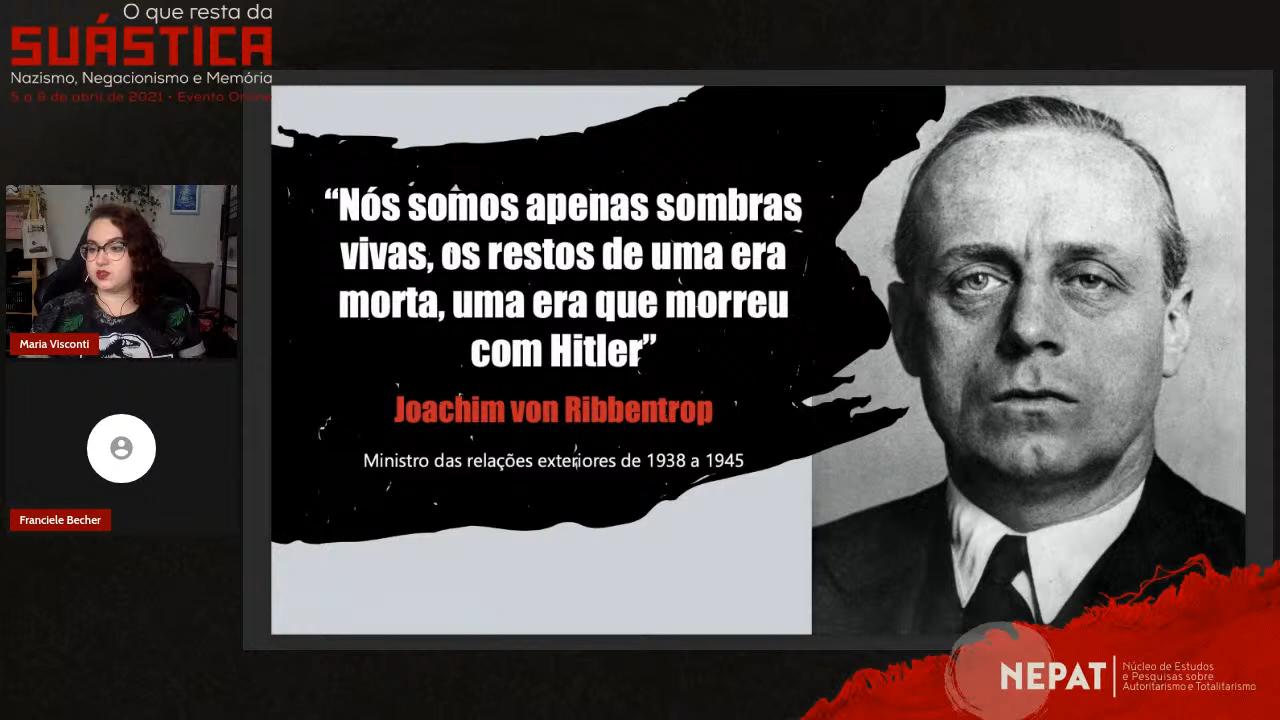 O que resta da
SUÁSTICA
Nazismo, Negacionismo e Memória
5 a 9 de abril de 2021 • Evento Online
“Nós somos apenas sombras
vivas, os restos de uma era
morta, uma era que morreu
com Hitler”
Joachim von Ribbentrop
Ministro das relações exteriores de 1938 a 1945
Maria Visconti
Franciele Becher
NEPAT
Núcleo de Estudos
e Pesquisas sobre
Autoritarismo e Totalitarismo